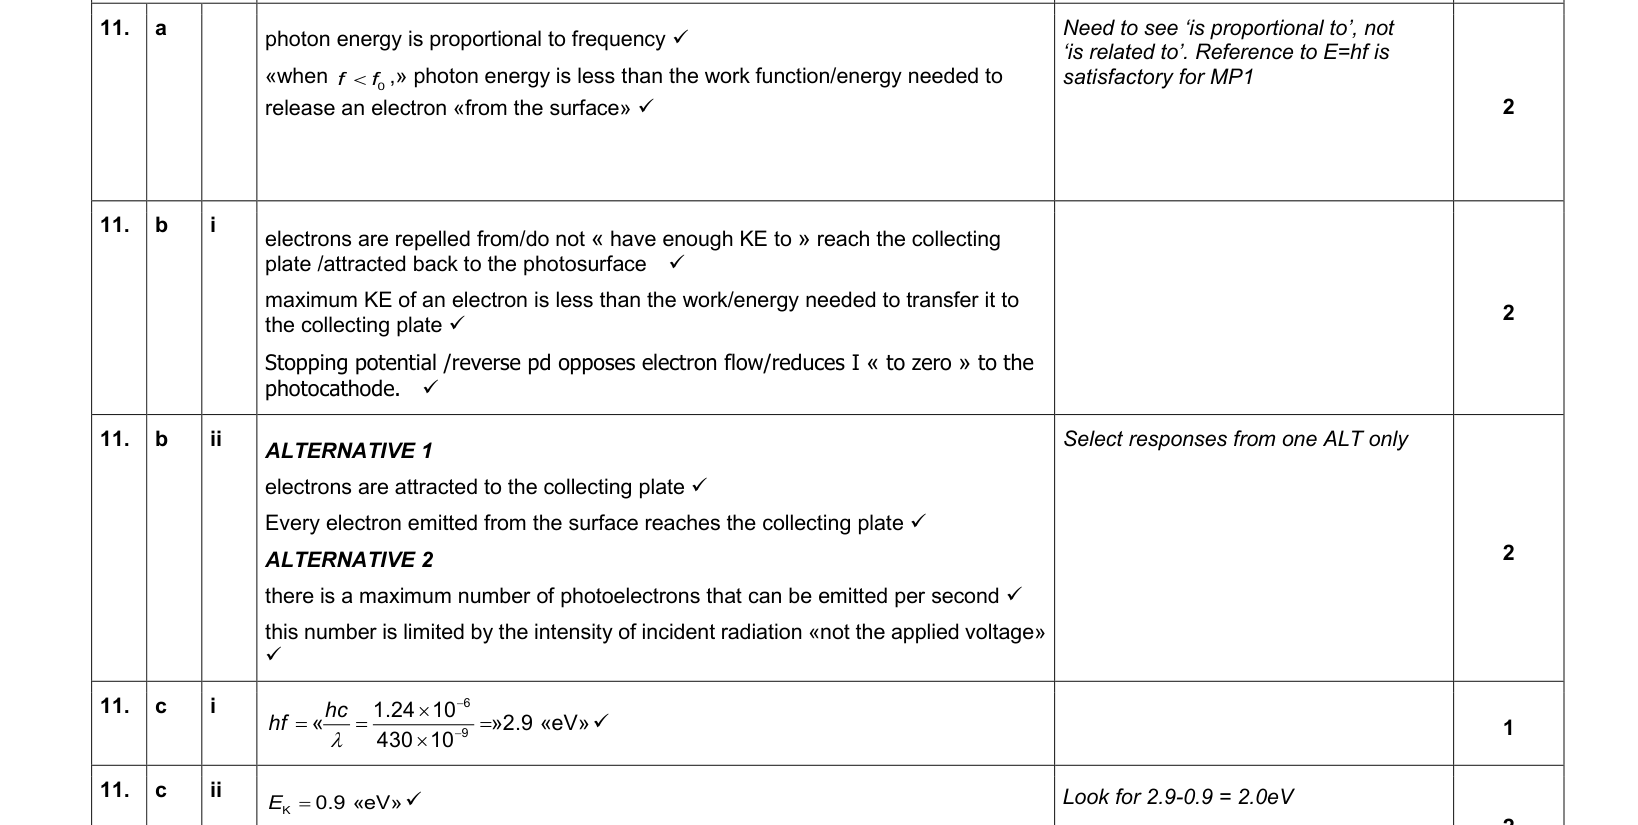 11. a
photon energy is proportional to frequency ✓
«when f < f₀,» photon energy is less than the work function/energy needed to
release an electron «from the surface» ✓
Need to see ‘is proportional to’, not
‘is related to’. Reference to E=hf is
satisfactory for MP1
2
11. b i
electrons are repelled from/do not « have enough KE to » reach the collecting
plate /attracted back to the photosurface ✓
maximum KE of an electron is less than the work/energy needed to transfer it to
the collecting plate ✓
Stopping potential /reverse pd opposes electron flow/reduces I « to zero » to the
photocathode. ✓
2
11. b ii
ALTERNATIVE 1
electrons are attracted to the collecting plate ✓
Every electron emitted from the surface reaches the collecting plate ✓
ALTERNATIVE 2
there is a maximum number of photoelectrons that can be emitted per second ✓
this number is limited by the intensity of incident radiation «not the applied voltage»
✓
Select responses from one ALT only
2
11. c i
hf = «hc/λ = 1.24×10⁻⁶/430×10⁻⁹ =»2.9 «eV» ✓
1
11. c ii
E_K = 0.9 «eV» ✓
Look for 2.9-0.9 = 2.0eV